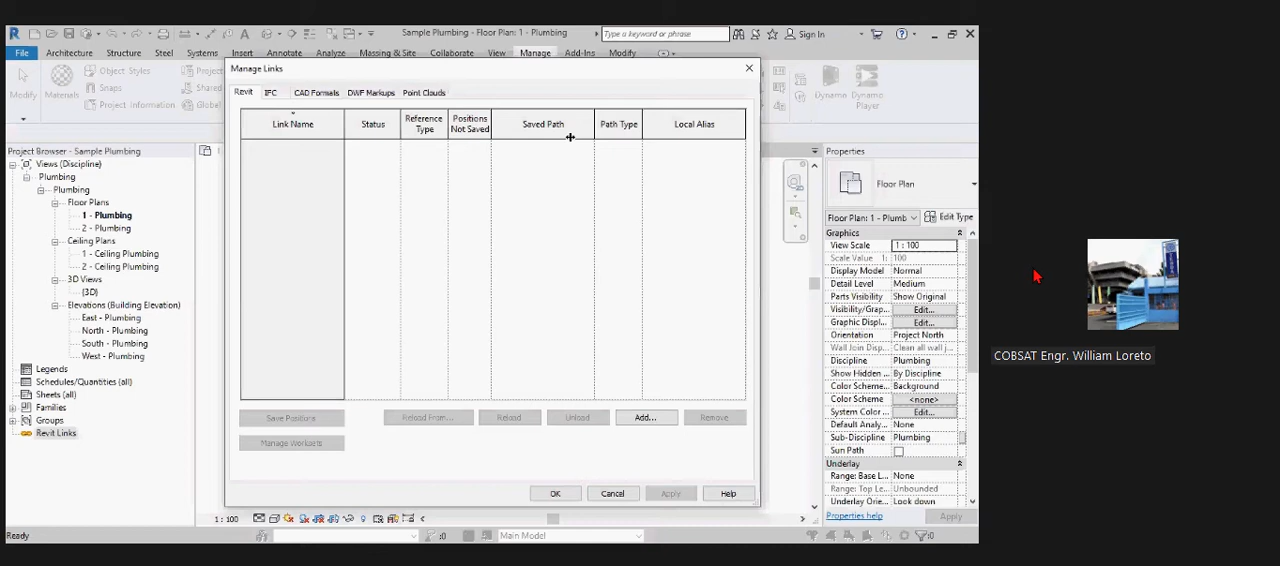 Sample Plumbing - Floor Plan: 1 - Plumbing
Type a keyword or phrase
Sign In
File Architecture Structure Steel Systems Insert Annotate Analyze Massing & Site Collaborate View Manage Add-Ins Modify
Modify
Materials
Object Styles
Snaps
Project Information
Project
Shared
Global
Dynamo
Dynamo Player
Manage Links
Revit IFC CAD Formats DWF Markups Point Clouds
Link Name Status Reference Type Positions Not Saved Saved Path Path Type Local Alias
Save Positions Reload From... Reload Unload Add... Remove
Manage Worksets
OK Cancel Apply Help
Project Browser - Sample Plumbing
Views (Discipline)
Plumbing
Plumbing
Floor Plans
1 - Plumbing
2 - Plumbing
Ceiling Plans
1 - Ceiling Plumbing
2 - Ceiling Plumbing
3D Views
{3D}
Elevations (Building Elevation)
East - Plumbing
North - Plumbing
South - Plumbing
West - Plumbing
Legends
Schedules/Quantities (all)
Sheets (all)
Families
Groups
Revit Links
Properties
Floor Plan
Floor Plan: 1 - Plumb Edit Type
Graphics
View Scale 1 : 100
Scale Value 1: 100
Display Model Normal
Detail Level Medium
Parts Visibility Show Original
Visibility/Grap... Edit...
Graphic Displ... Edit...
Orientation Project North
Wall Join Disp... Clean all wall j...
Discipline Plumbing
Show Hidden ... By Discipline
Color Scheme... Background
Color Scheme <none>
System Color ... Edit...
Default Analy... None
Sub-Discipline Plumbing
Sun Path
Underlay
Range: Base L... None
Range: Top Le... Unbounded
Underlay Orie... Look down
Properties help Apply
1 : 100
Ready
:0
Main Model
:0
COBSAT Engr. William Loreto